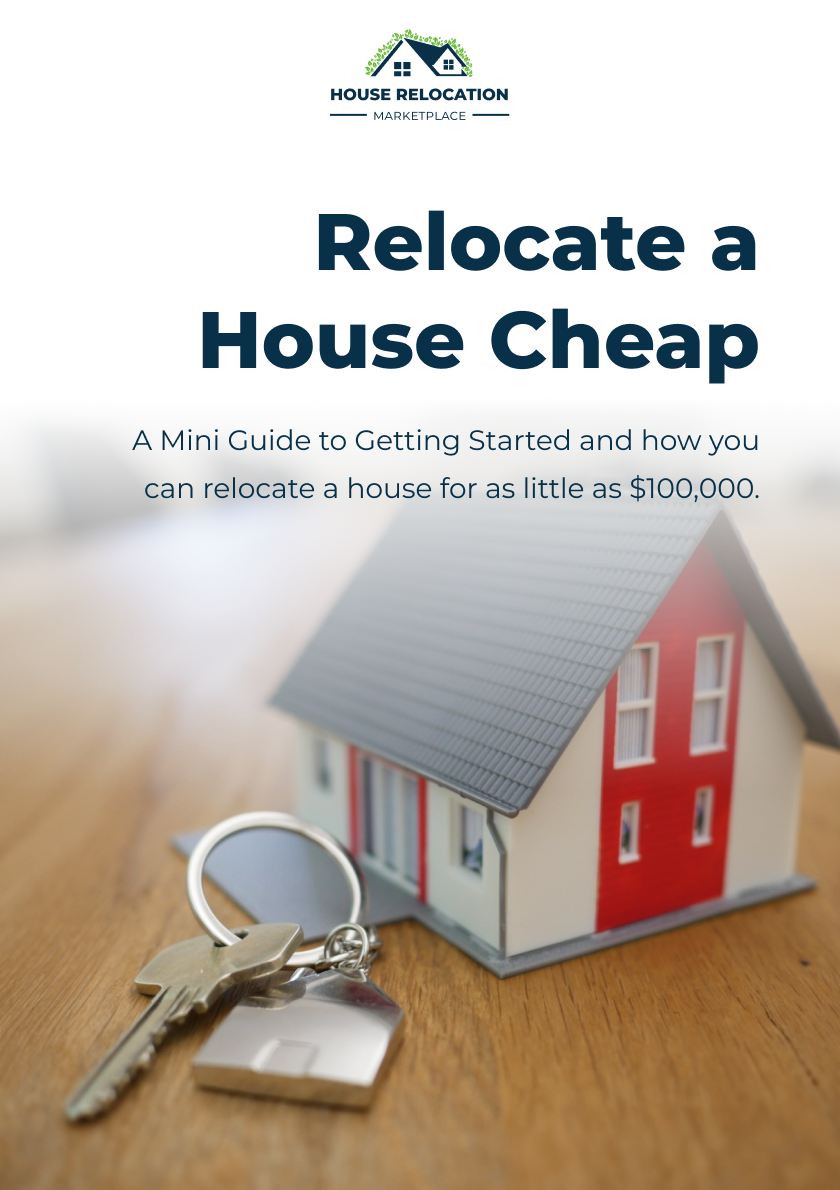 HOUSE RELOCATION
MARKETPLACE
Relocate a
House Cheap
A Mini Guide to Getting Started and how you
can relocate a house for as little as $100,000.